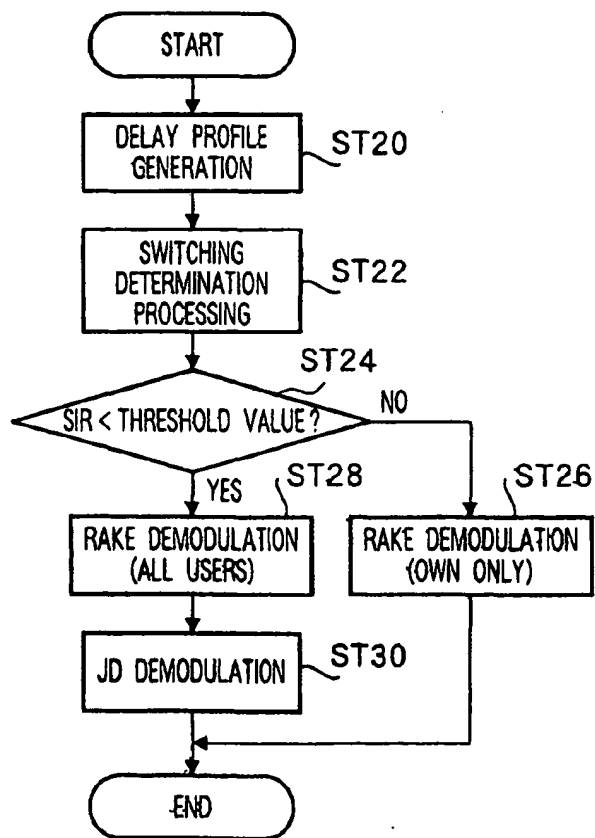 START
DELAY PROFILE
GENERATION
ST20
SWITCHING
DETERMINATION
PROCESSING
ST22
ST24
SIR < THRESHOLD VALUE?
NO
YES
ST28
RAKE DEMODULATION
(ALL USERS)
ST26
RAKE DEMODULATION
(OWN ONLY)
JD DEMODULATION
ST30
END